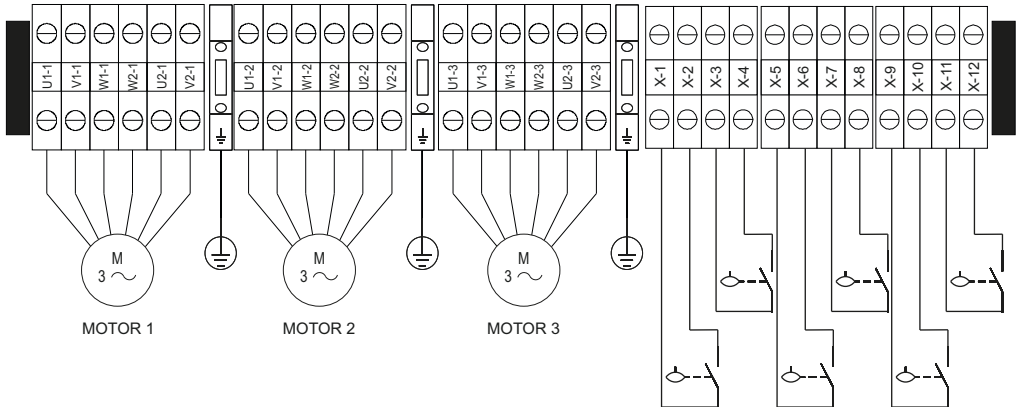 U1-1 V1-1 W1-1 W2-1 U2-1 V2-1
U1-2 V1-2 W1-2 W2-2 U2-2 V2-2
U1-3 V1-3 W1-3 W2-3 U2-3 V2-3
X-1 X-2 X-3 X-4 X-5 X-6 X-7 X-8 X-9 X-10 X-11 X-12
M
3
MOTOR 1
M
3
MOTOR 2
M
3
MOTOR 3